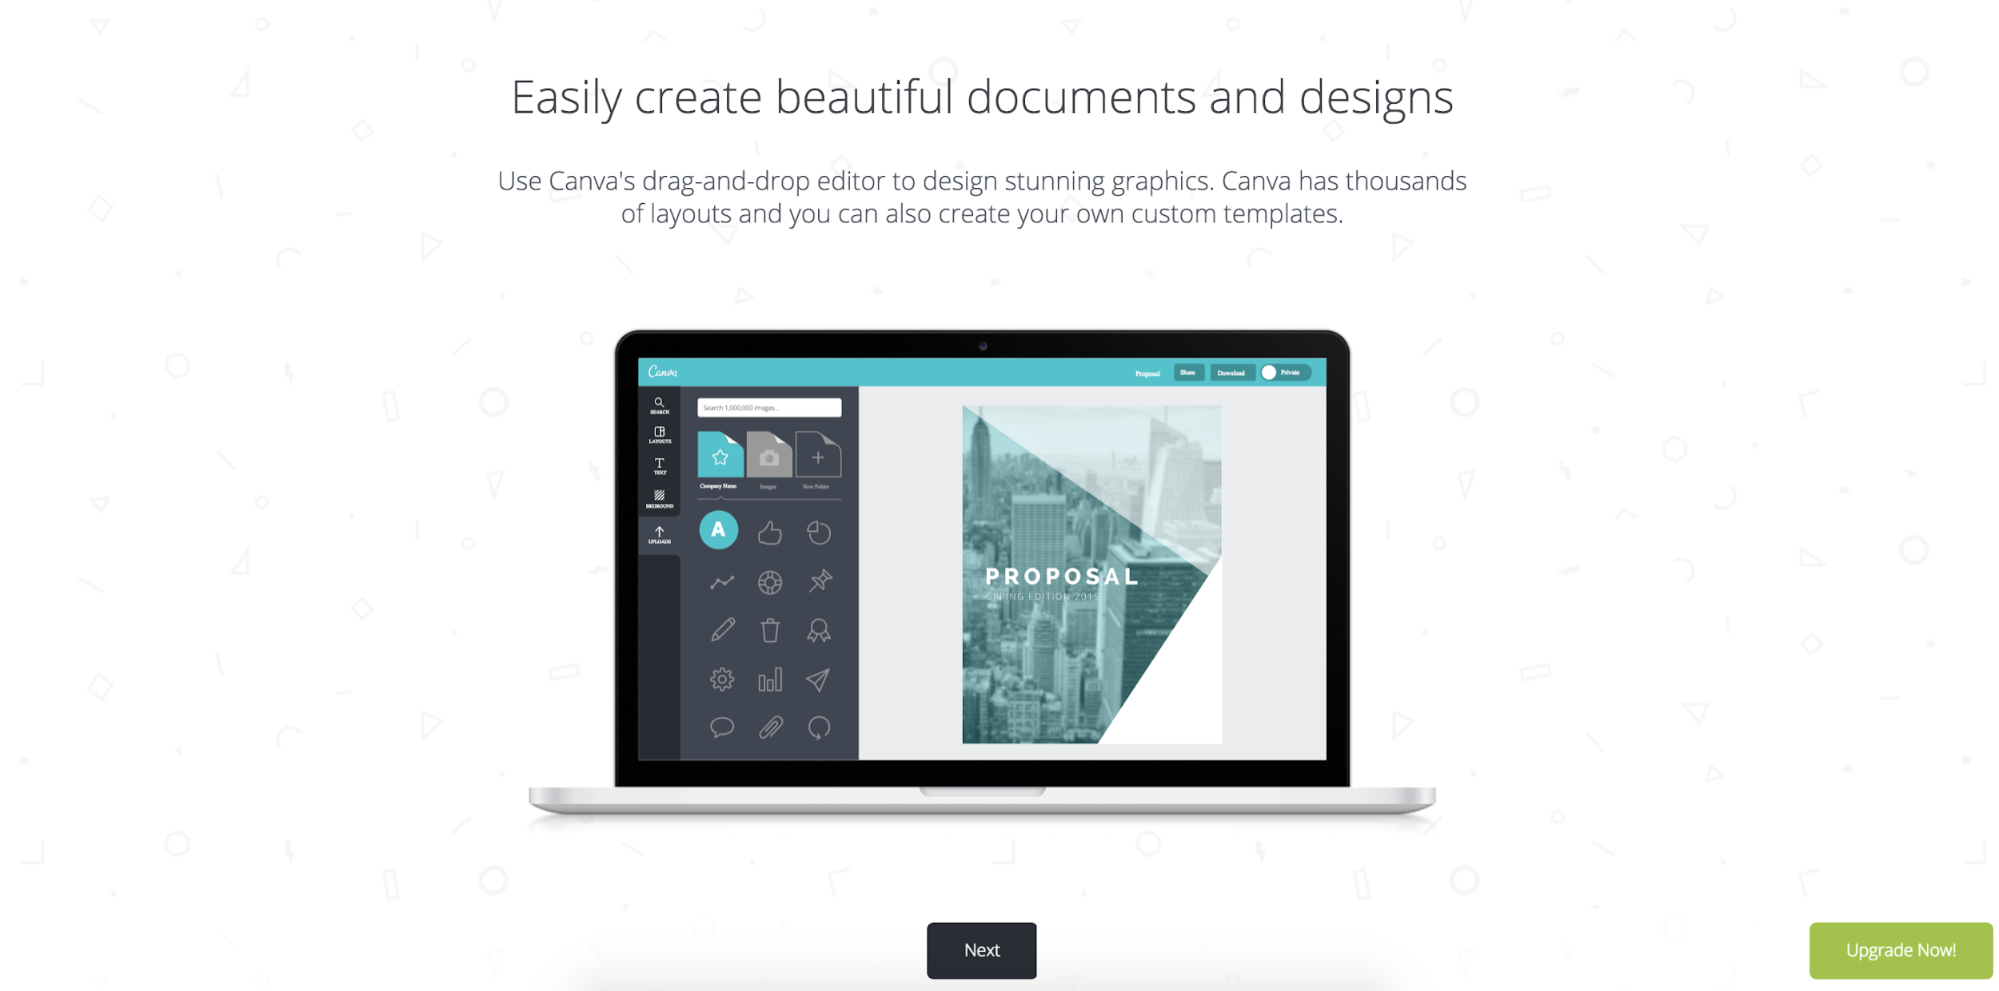 Easily create beautiful documents and designs
Use Canva's drag-and-drop editor to design stunning graphics. Canva has thousands
of layouts and you can also create your own custom templates.
Canva
Proposal
Share
Download
Private
SEARCH
LAYOUTS
TEXT
BKGROUND
UPLOADS
Search 1,000,000 images...
Company Name
Images
New Folder
A
PROPOSAL
SPRING EDITION 2015
Next
Upgrade Now!